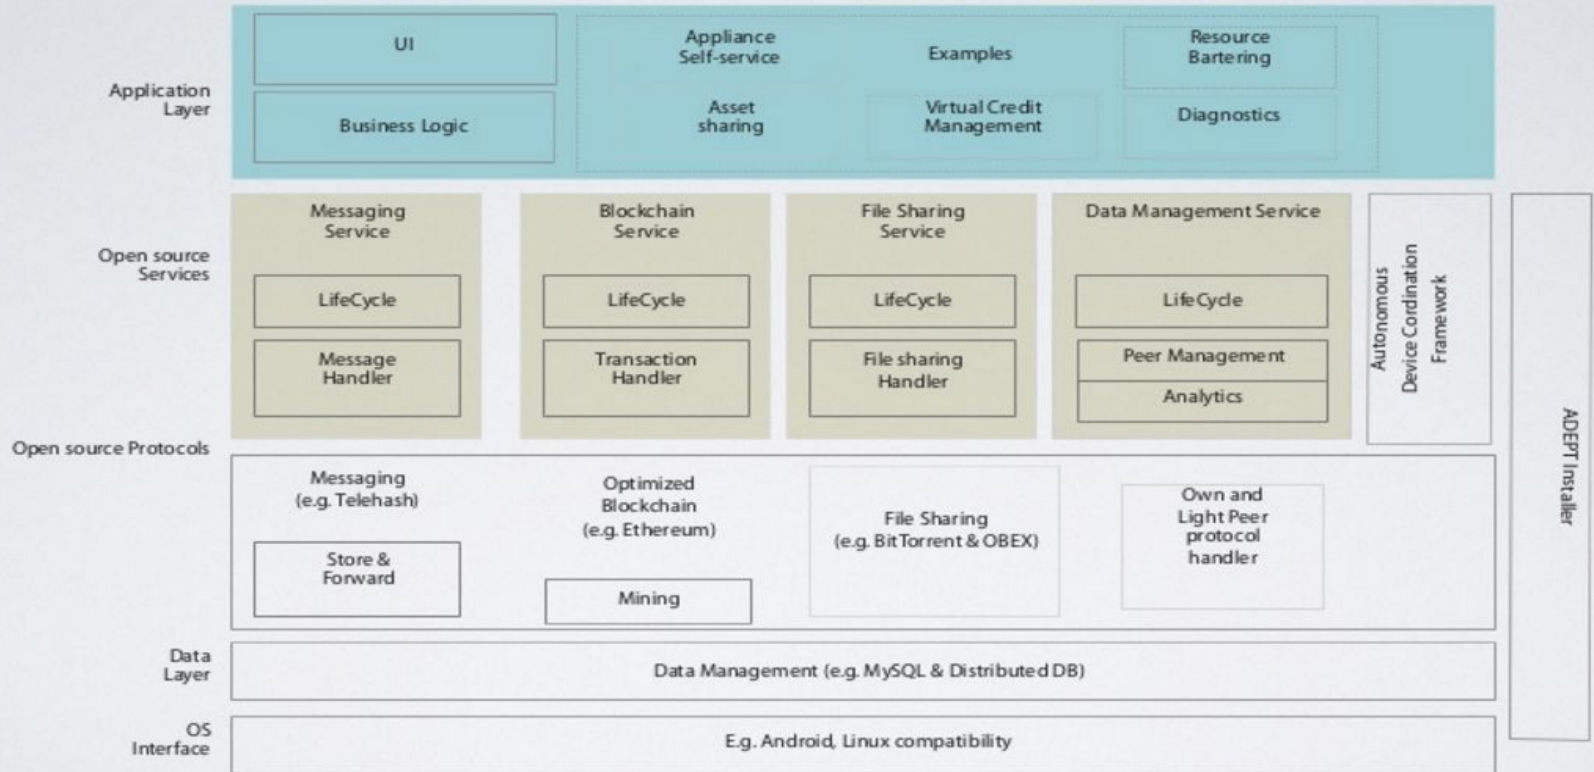 Application
Layer
UI
Business Logic
Appliance
Self-service
Examples
Resource
Bartering
Asset
sharing
Virtual Credit
Management
Diagnostics
Open source
Services
Messaging
Service
LifeCycle
Message
Handler
Blockchain
Service
LifeCycle
Transaction
Handler
File Sharing
Service
LifeCycle
File sharing
Handler
Data Management Service
LifeCycle
Peer Management
Analytics
Autonomous
Device Cordination
Framework
ADEPT Installer
Open source Protocols
Messaging
(e.g. Telehash)
Store &
Forward
Optimized
Blockchain
(e.g. Ethereum)
Mining
File Sharing
(e.g. BitTorrent & OBEX)
Own and
Light Peer
protocol
handler
Data
Layer
Data Management (e.g. MySQL & Distributed DB)
OS
Interface
E.g. Android, Linux compatibility